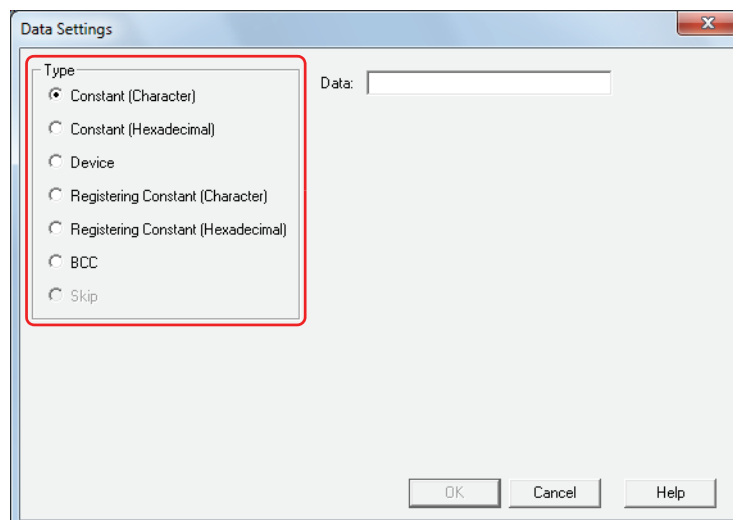 Data Settings
Type
Constant (Character)
Data:
Constant (Hexadecimal)
Device
Registering Constant (Character)
Registering Constant (Hexadecimal)
BCC
Skip
OK
Cancel
Help